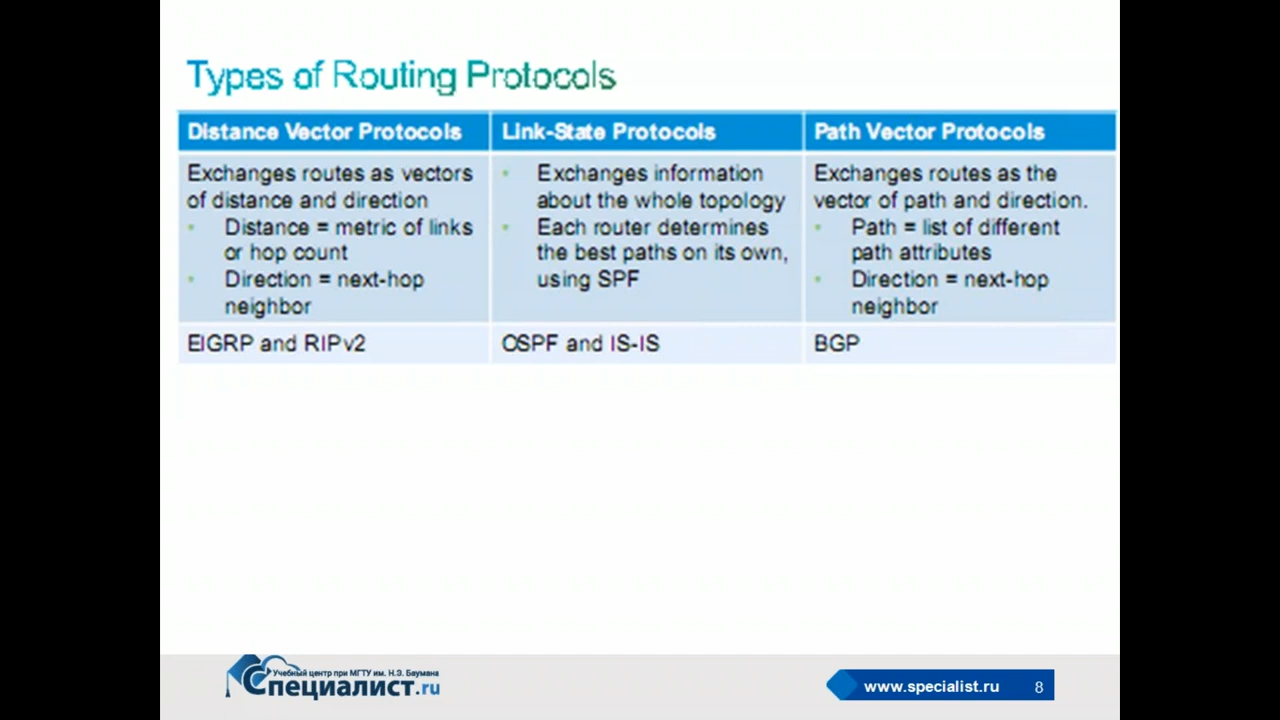 Types of Routing Protocols
Distance Vector Protocols
Exchanges routes as vectors
of distance and direction
Distance = metric of links
or hop count
Direction = next-hop
neighbor
EIGRP and RIPv2
Link-State Protocols
Exchanges information
about the whole topology
Each router determines
the best paths on its own,
using SPF
OSPF and IS-IS
Path Vector Protocols
Exchanges routes as the
vector of path and direction.
Path = list of different
path attributes
Direction = next-hop
neighbor
BGP
Учебный центр при МГТУ им. Н.Э. Баумана
Специалист.ru
www.specialist.ru
8